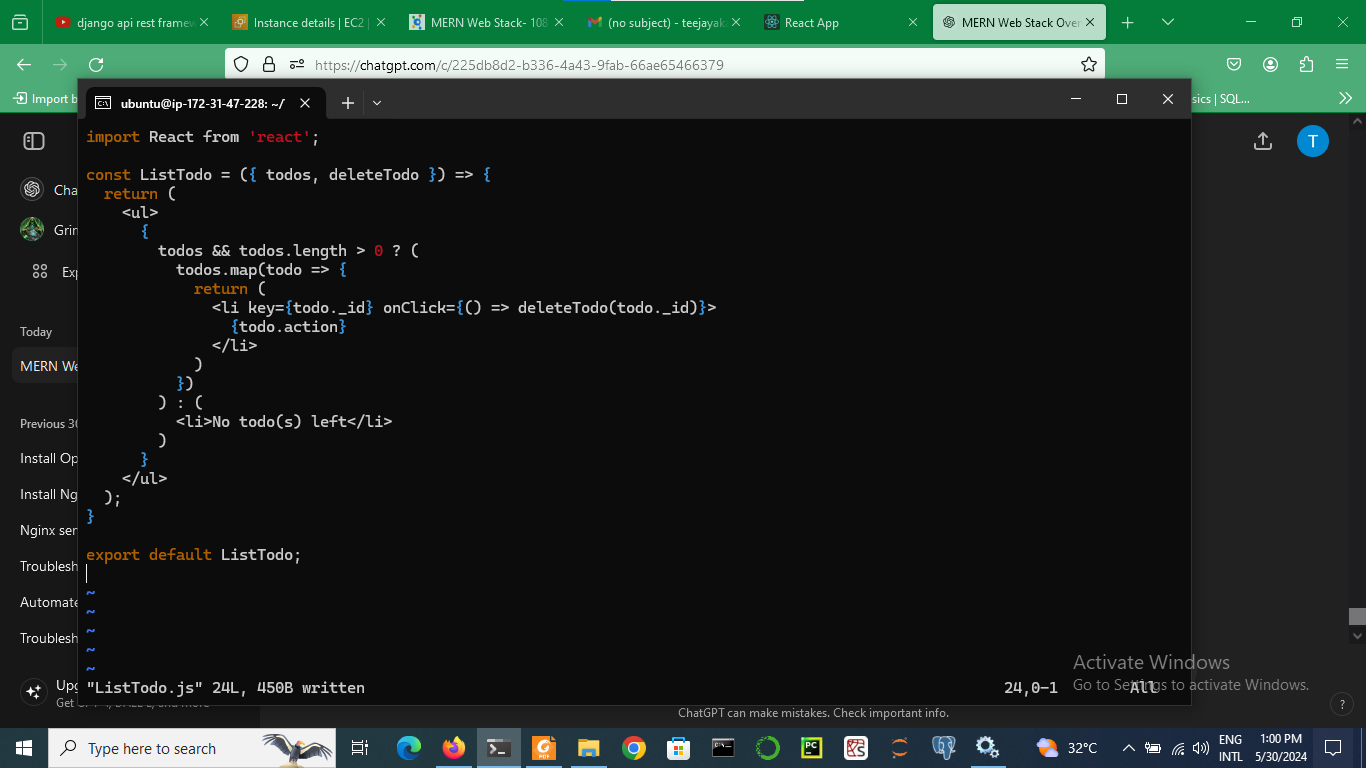 django api rest framew
Instance details | EC2 |
MERN Web Stack- 108
(no subject) - teejayak
React App
MERN Web Stack Over
https://chatgpt.com/c/225db8d2-b336-4a43-9fab-66ae65466379
Import b
sics | SQL...
ubuntu@ip-172-31-47-228: ~/
import React from 'react';
const ListTodo = ({ todos, deleteTodo }) => {
return (
<ul>
{
todos && todos.length > 0 ? (
todos.map(todo => {
return (
<li key={todo._id} onClick={() => deleteTodo(todo._id)}>
{todo.action}
</li>
)
})
) : (
<li>No todo(s) left</li>
)
}
</ul>
);
}
export default ListTodo;
~
~
~
~
~
"ListTodo.js" 24L, 450B written
24,0-1
All
T
Cha
Grim
Exp
Today
MERN We
Previous 30
Install Op
Install Ng
Nginx ser
Troublesh
Automate
Troublesh
Upg
Activate Windows
Go to Settings to activate Windows.
ChatGPT can make mistakes. Check important info.
?
Type here to search
32°C
ENG
INTL
1:00 PM
5/30/2024